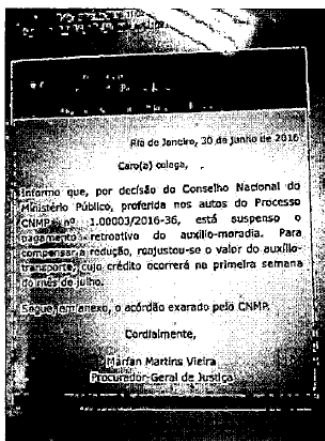 Rio de Janeiro, 30 de junho de 2016
Caro(a) colega,
Informo que, por decisão do Conselho Nacional do
Ministério Público, proferida nos autos do Processo
CNMP nº 1.00003/2016-36, está suspenso o
pagamento retroativo do auxílio-moradia. Para
compensar a redução, reajustou-se o valor do auxílio-
transporte, cujo crédito ocorrerá na primeira semana
do mês de julho.
Segue, em anexo, o acórdão exarado pelo CNMP.
Cordialmente,
Marfan Martins Vieira
Procurador-Geral de Justiça